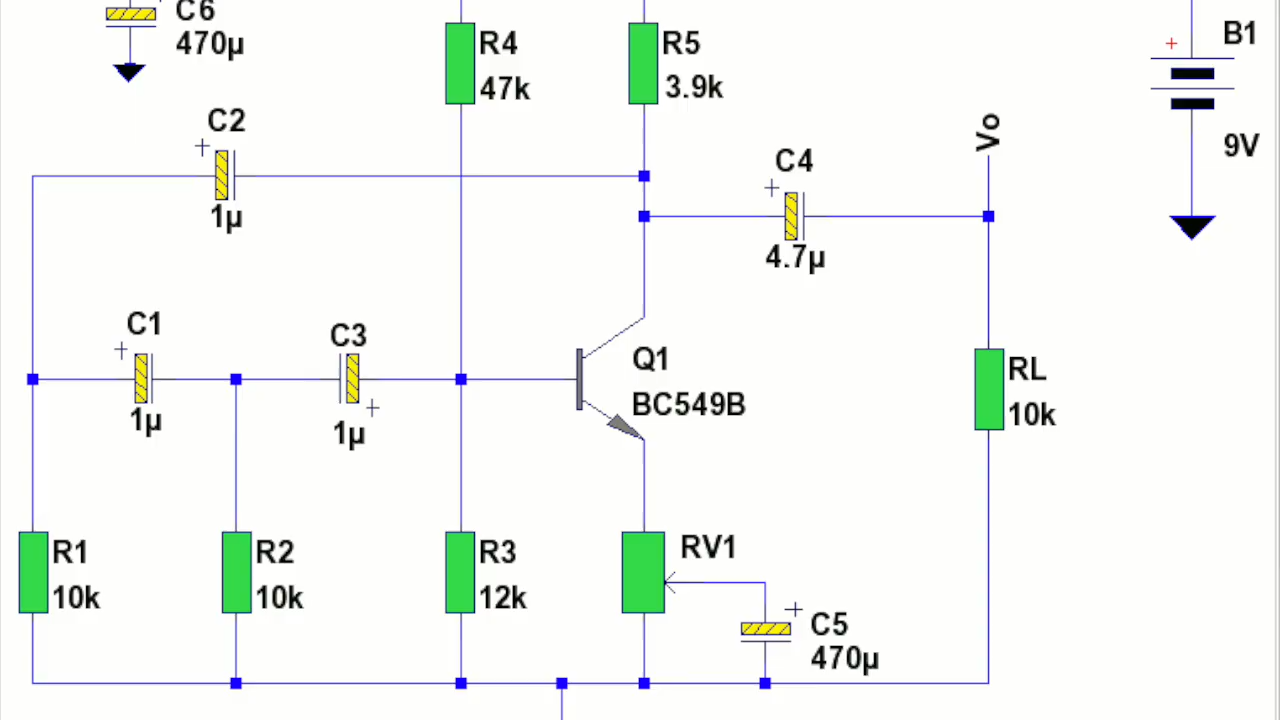 C6
470µ
R4
47k
R5
3.9k
B1
+
9V
C2
+
1µ
Vo
C4
+
4.7µ
C1
+
1µ
C3
+
1µ
Q1
BC549B
RL
10k
R1
10k
R2
10k
R3
12k
RV1
+
C5
470µ